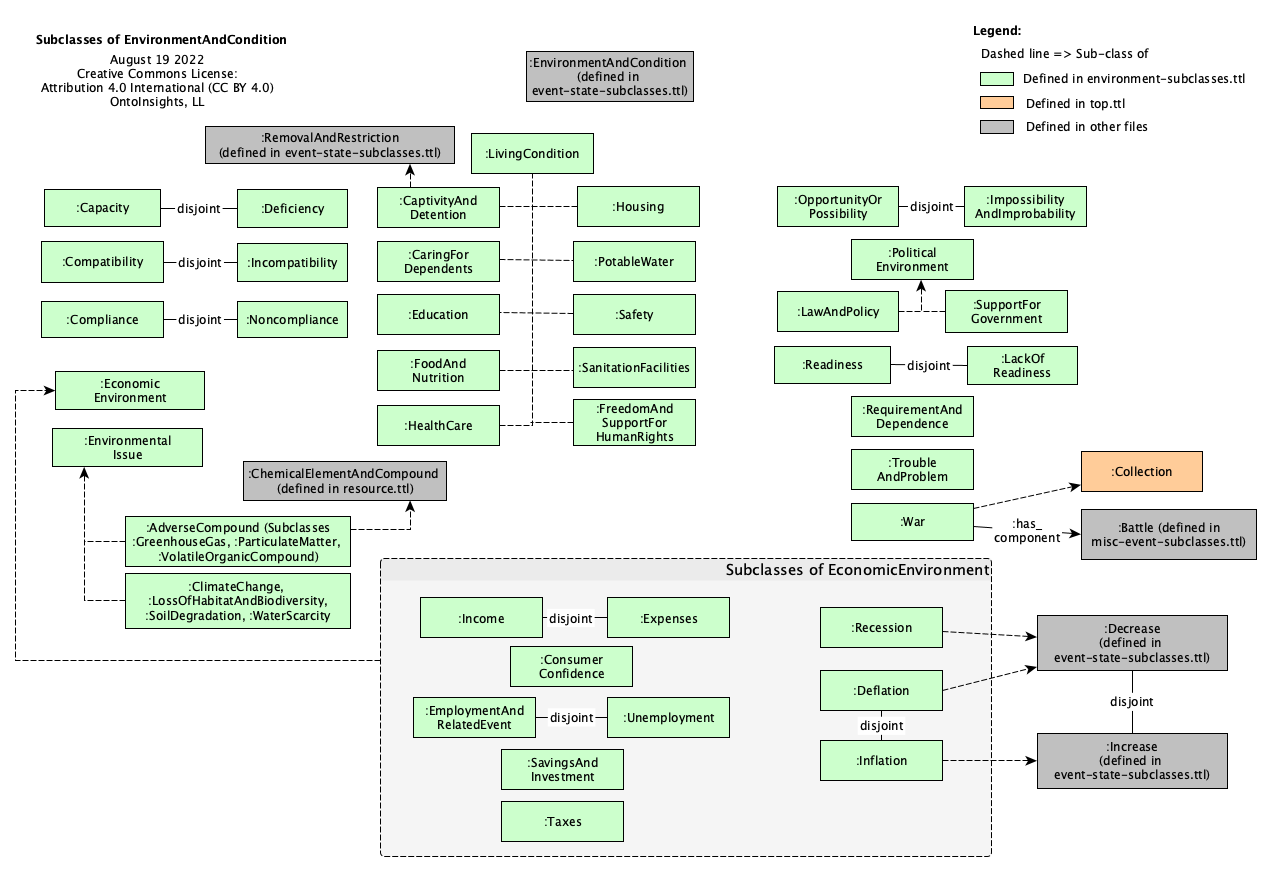 Subclasses of EnvironmentAndCondition
August 19 2022
Creative Commons License:
Attribution 4.0 International (CC BY 4.0)
OntoInsights, LL
:EnvironmentAndCondition
(defined in
event-state-subclasses.ttl)
Legend:
Dashed line => Sub-class of
Defined in environment-subclasses.ttl
Defined in top.ttl
Defined in other files
:RemovalAndRestriction
(defined in event-state-subclasses.ttl)
:LivingCondition
:Capacity
disjoint
:Deficiency
:Compatibility
disjoint
:Incompatibility
:Compliance
disjoint
:Noncompliance
:CaptivityAnd
Detention
:Housing
:CaringFor
Dependents
:PotableWater
:Education
:Safety
:FoodAnd
Nutrition
:SanitationFacilities
:HealthCare
:FreedomAnd
SupportFor
HumanRights
:OpportunityOr
Possibility
disjoint
:Impossibility
AndImprobability
:Political
Environment
:LawAndPolicy
:SupportFor
Government
:Readiness
disjoint
:LackOf
Readiness
:RequirementAnd
Dependence
:Trouble
AndProblem
:War
:Collection
:has_
component
:Battle (defined in
misc-event-subclasses.ttl)
:Economic
Environment
:Environmental
Issue
:ChemicalElementAndCompound
(defined in resource.ttl)
:AdverseCompound (Subclasses
:GreenhouseGas, :ParticulateMatter,
:VolatileOrganicCompound)
:ClimateChange,
:LossOfHabitatAndBiodiversity,
:SoilDegradation, :WaterScarcity
Subclasses of EconomicEnvironment
:Income
disjoint
:Expenses
:Consumer
Confidence
:EmploymentAnd
RelatedEvent
disjoint
:Unemployment
:SavingsAnd
Investment
:Taxes
:Recession
:Deflation
disjoint
:Inflation
:Decrease
(defined in
event-state-subclasses.ttl)
disjoint
:Increase
(defined in
event-state-subclasses.ttl)